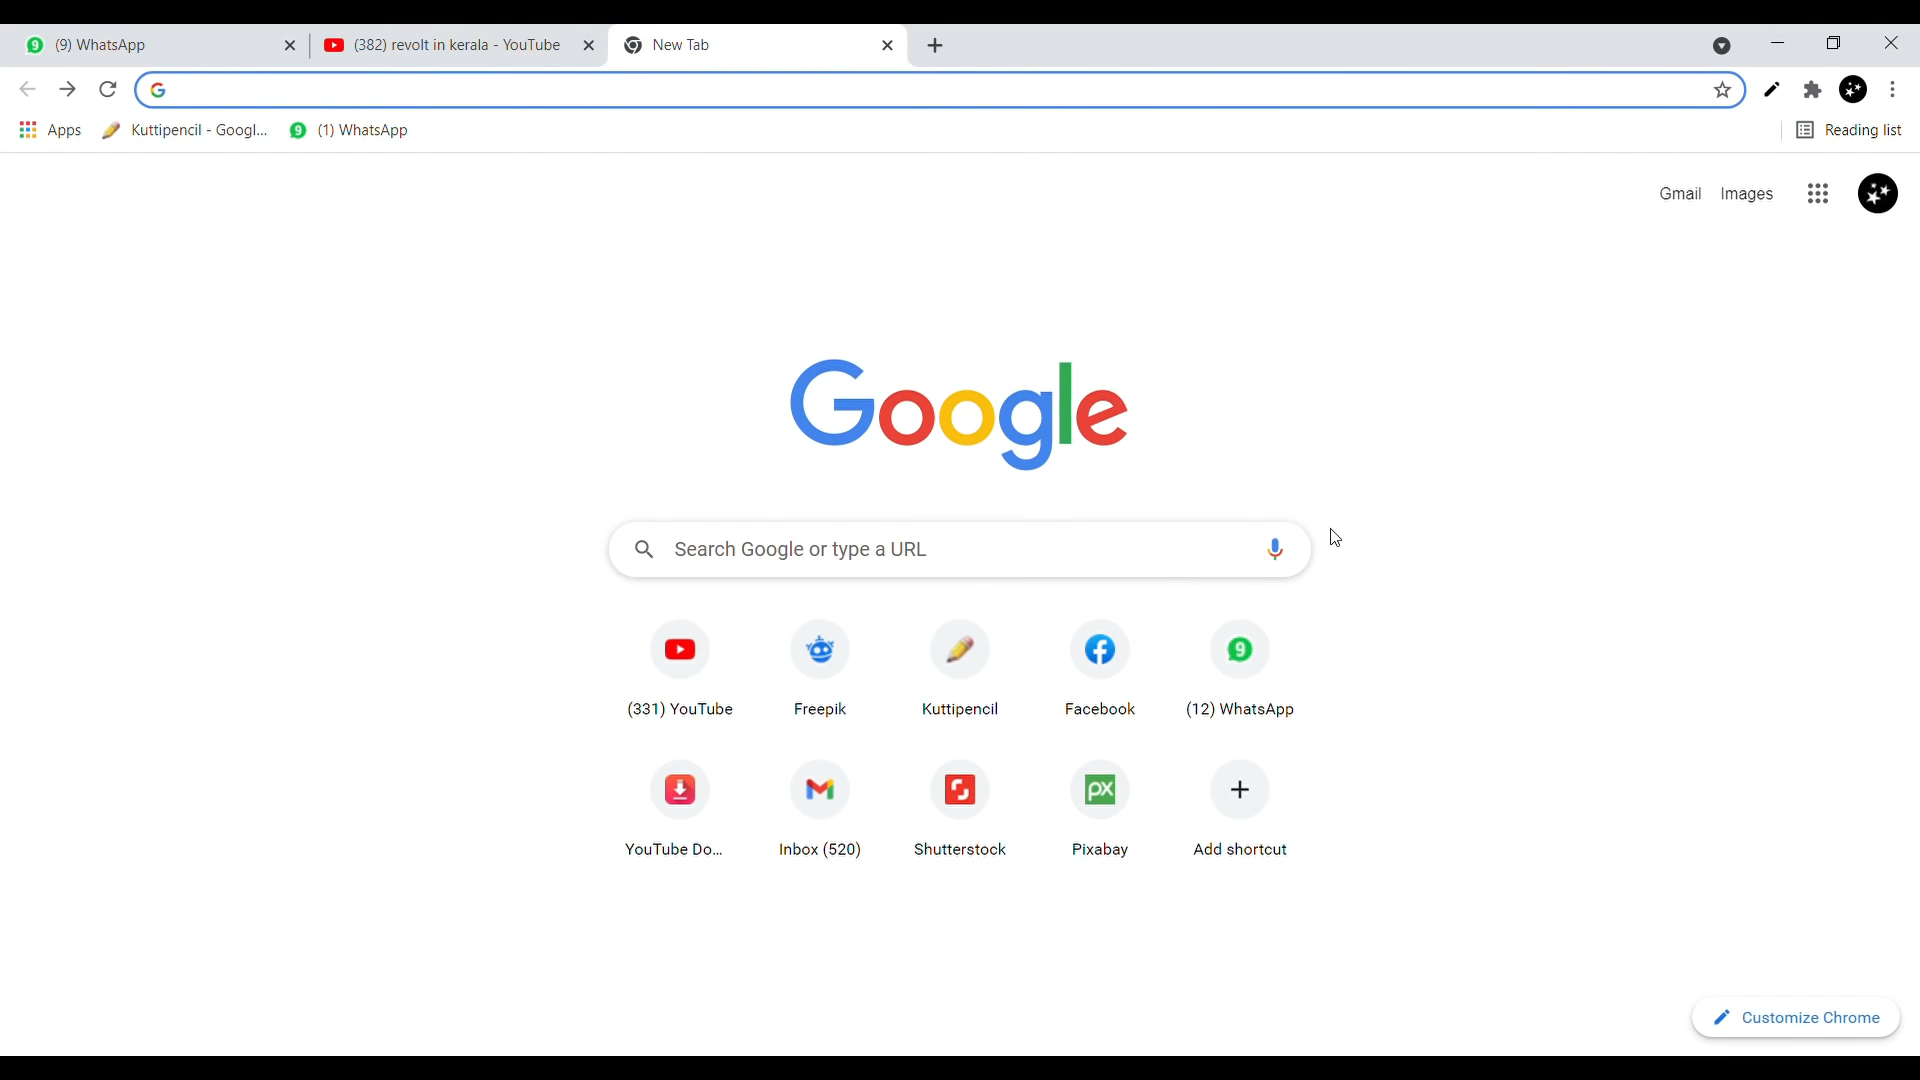 (9) WhatsApp
(382) revolt in kerala - YouTube
New Tab
Apps
Kuttipencil - Googl...
(1) WhatsApp
Reading list
Gmail
Images
Google
Search Google or type a URL
(331) YouTube
Freepik
Kuttipencil
Facebook
(12) WhatsApp
YouTube Do...
Inbox (520)
Shutterstock
Pixabay
Add shortcut
Customize Chrome